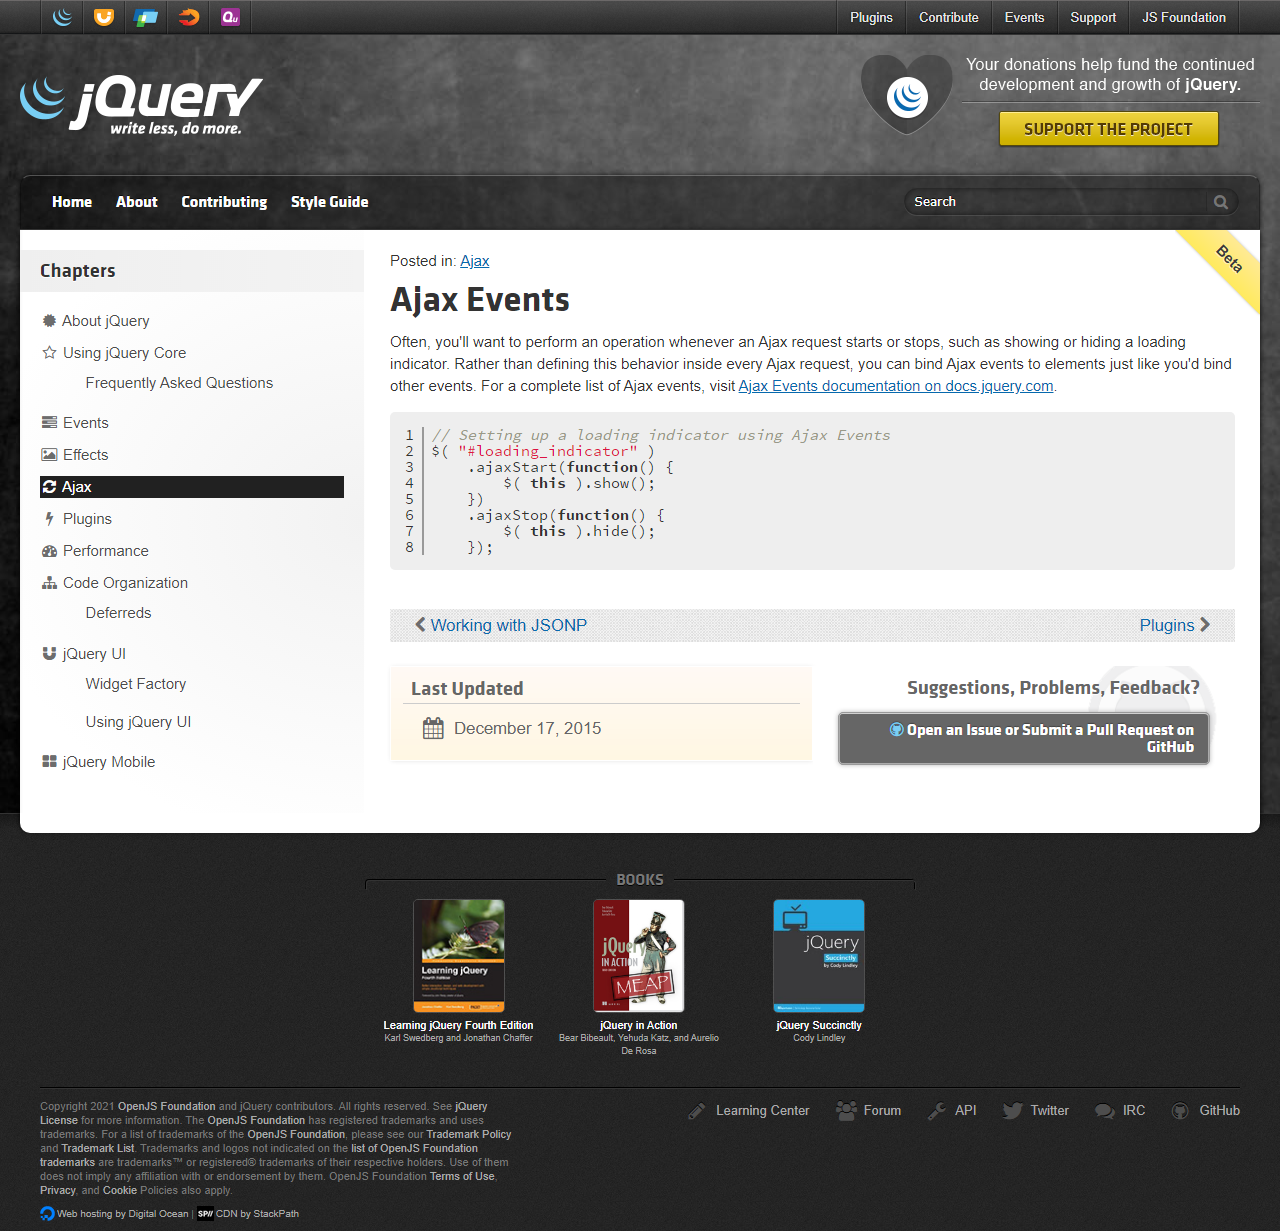 Plugins Contribute Events Support JS Foundation
jQuery
write less, do more.
Your donations help fund the continued
development and growth of jQuery.
SUPPORT THE PROJECT
Home About Contributing Style Guide
Search
Beta
Chapters
About jQuery
Using jQuery Core
Frequently Asked Questions
Events
Effects
Ajax
Plugins
Performance
Code Organization
Deferreds
jQuery UI
Widget Factory
Using jQuery UI
jQuery Mobile
Posted in: Ajax
Ajax Events
Often, you'll want to perform an operation whenever an Ajax request starts or stops, such as showing or hiding a loading
indicator. Rather than defining this behavior inside every Ajax request, you can bind Ajax events to elements just like you'd bind
other events. For a complete list of Ajax events, visit Ajax Events documentation on docs.jquery.com.
1 // Setting up a loading indicator using Ajax Events
2 $( "#loading_indicator" )
3 .ajaxStart(function() {
4 $( this ).show();
5 })
6 .ajaxStop(function() {
7 $( this ).hide();
8 });
Working with JSONP
Plugins
Last Updated
December 17, 2015
Suggestions, Problems, Feedback?
Open an Issue or Submit a Pull Request on
GitHub
BOOKS
Learning jQuery
Fourth Edition
jQuery
IN ACTION
MEAP
jQuery
Succinctly
by Cody Lindley
Learning jQuery Fourth Edition
Karl Swedberg and Jonathan Chaffer
jQuery in Action
Bear Bibeault, Yehuda Katz, and Aurelio
De Rosa
jQuery Succinctly
Cody Lindley
Copyright 2021 OpenJS Foundation and jQuery contributors. All rights reserved. See jQuery
License for more information. The OpenJS Foundation has registered trademarks and uses
trademarks. For a list of trademarks of the OpenJS Foundation, please see our Trademark Policy
and Trademark List. Trademarks and logos not indicated on the list of OpenJS Foundation
trademarks are trademarks™ or registered® trademarks of their respective holders. Use of them
does not imply any affiliation with or endorsement by them. OpenJS Foundation Terms of Use,
Privacy, and Cookie Policies also apply.
Web hosting by Digital Ocean | SP// CDN by StackPath
Learning Center Forum API Twitter IRC GitHub